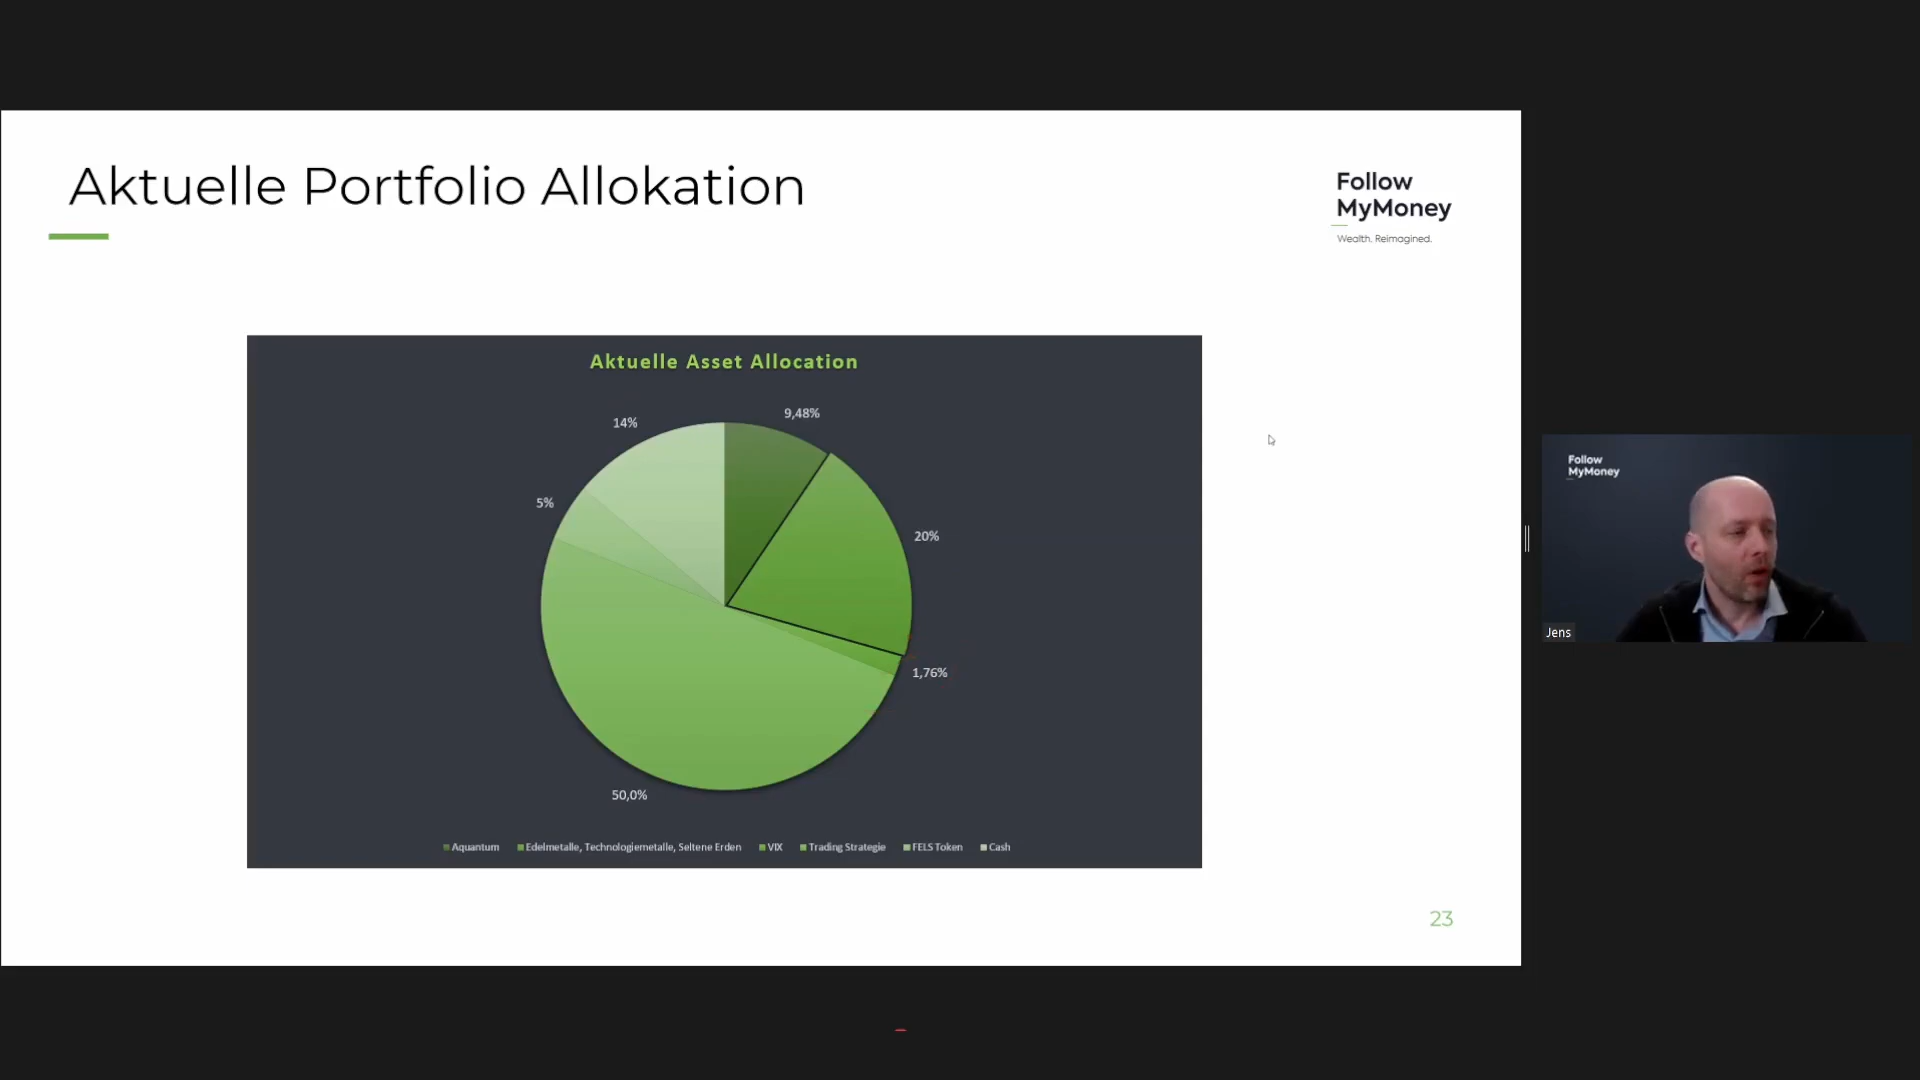 Aktuelle Portfolio Allokation
Follow
MyMoney
Wealth. Reimagined.
Aktuelle Asset Allocation
9,48%
14%
5%
20%
1,76%
50,0%
Aquantum Edelmetalle, Technologiemetalle, Seltene Erden VIX Trading Strategie FELS Token Cash
23
Follow
MyMoney
Jens